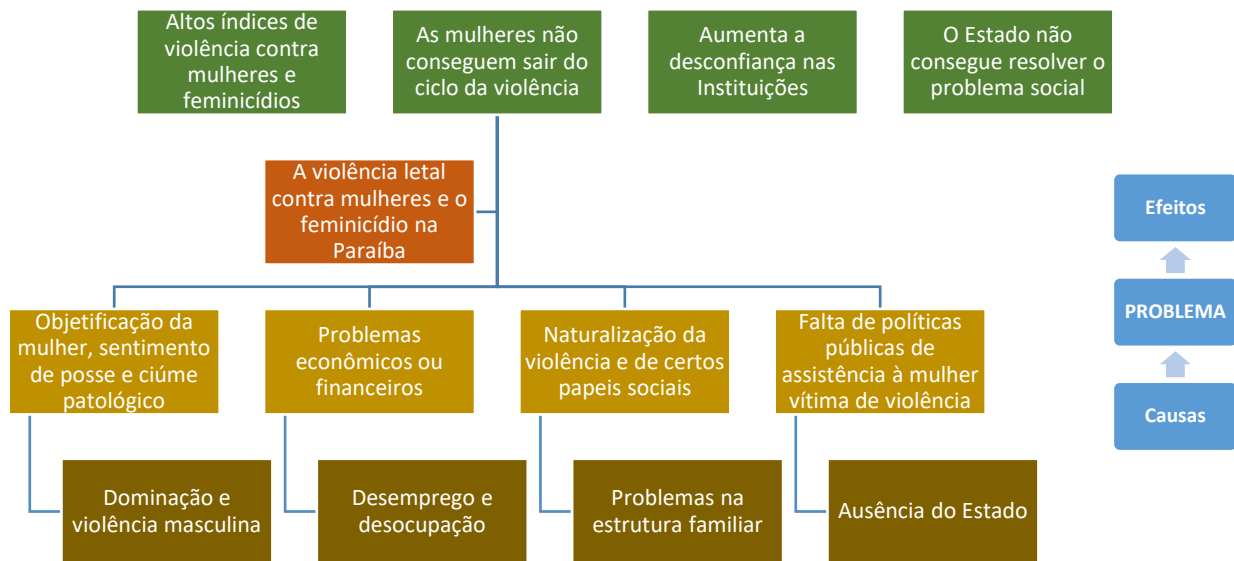 Altos índices de
violência contra
mulheres e
feminicídios
As mulheres não
conseguem sair do
ciclo da violência
Aumenta a
desconfiança nas
Instituições
O Estado não
consegue resolver o
problema social
A violência letal
contra mulheres e o
feminicídio na
Paraíba
Objetificação da
mulher, sentimento
de posse e ciúme
patológico
Problemas
econômicos ou
financeiros
Naturalização da
violência e de certos
papeis sociais
Falta de políticas
públicas de
assistência à mulher
vítima de violência
Dominação e
violência masculina
Desemprego e
desocupação
Problemas na
estrutura familiar
Ausência do Estado
Efeitos
PROBLEMA
Causas